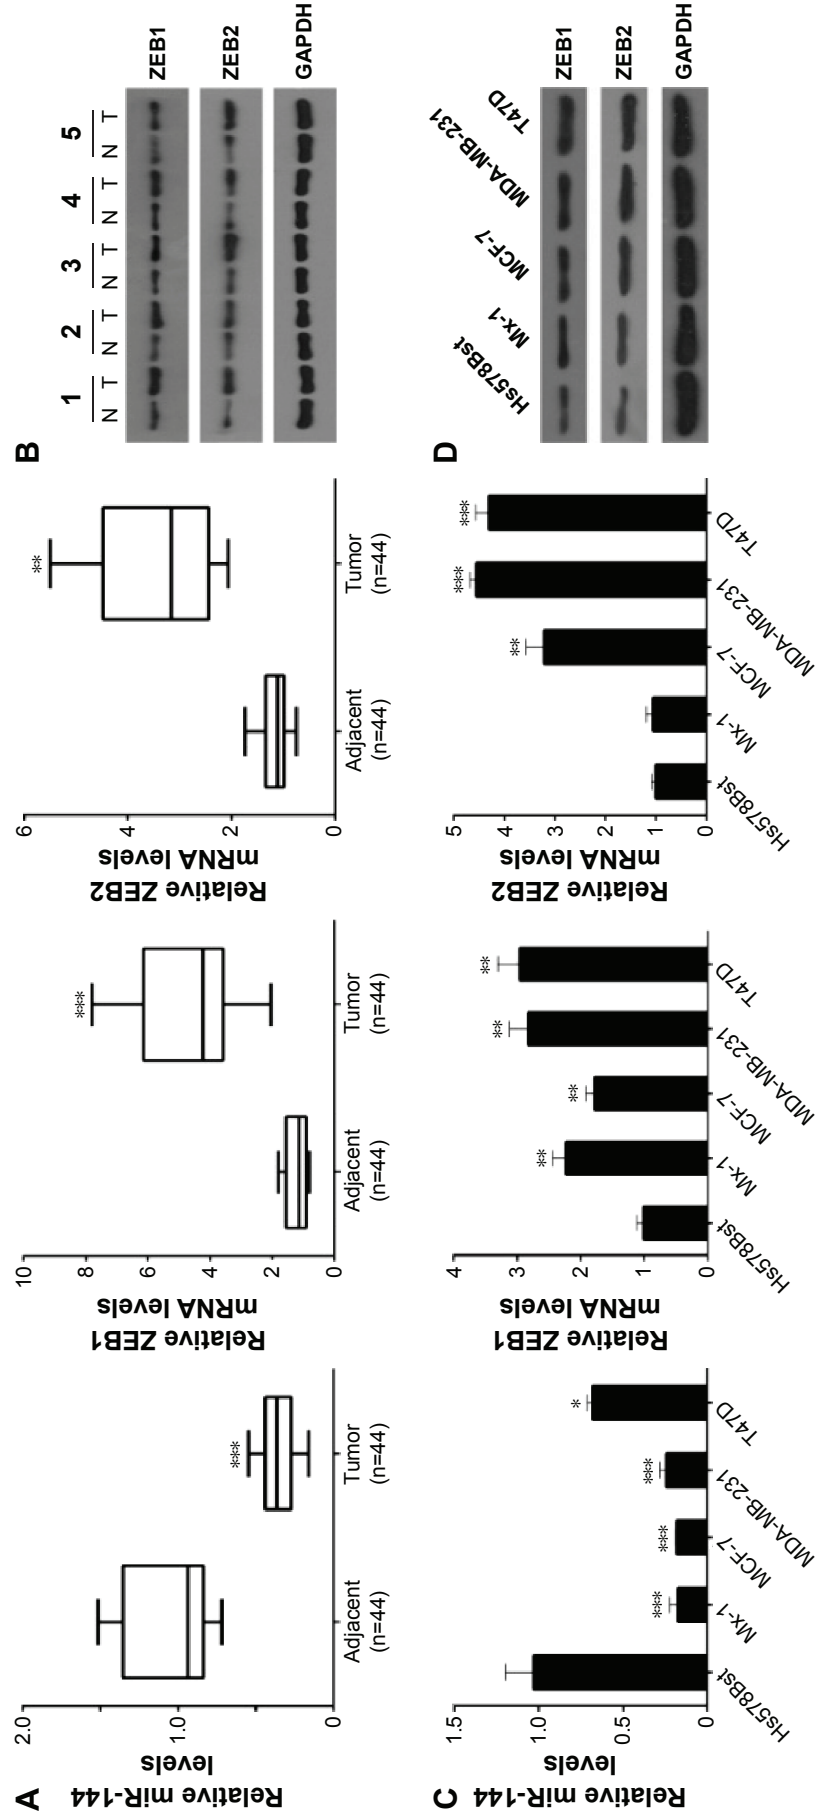 A
Relative miR-144
levels
2.0
1.0
0
***
Adjacent
(n=44)
Tumor
(n=44)
Relative ZEB1
mRNA levels
10
8
6
4
2
0
***
Adjacent
(n=44)
Tumor
(n=44)
Relative ZEB2
mRNA levels
6
4
2
0
**
Adjacent
(n=44)
Tumor
(n=44)
B
1 2 3 4 5
N T N T N T N T N T
ZEB1
ZEB2
GAPDH
C
Relative miR-144
levels
1.5
1.0
0.5
0
*** *** *** *
Hs578Bst Mx-1 MCF-7 MDA-MB-231 T47D
Relative ZEB1
mRNA levels
4
3
2
1
0
** ** ** **
Hs578Bst Mx-1 MCF-7 MDA-MB-231 T47D
Relative ZEB2
mRNA levels
5
4
3
2
1
0
** *** ***
Hs578Bst Mx-1 MCF-7 MDA-MB-231 T47D
D
Hs578Bst Mx-1 MCF-7 MDA-MB-231 T47D
ZEB1
ZEB2
GAPDH